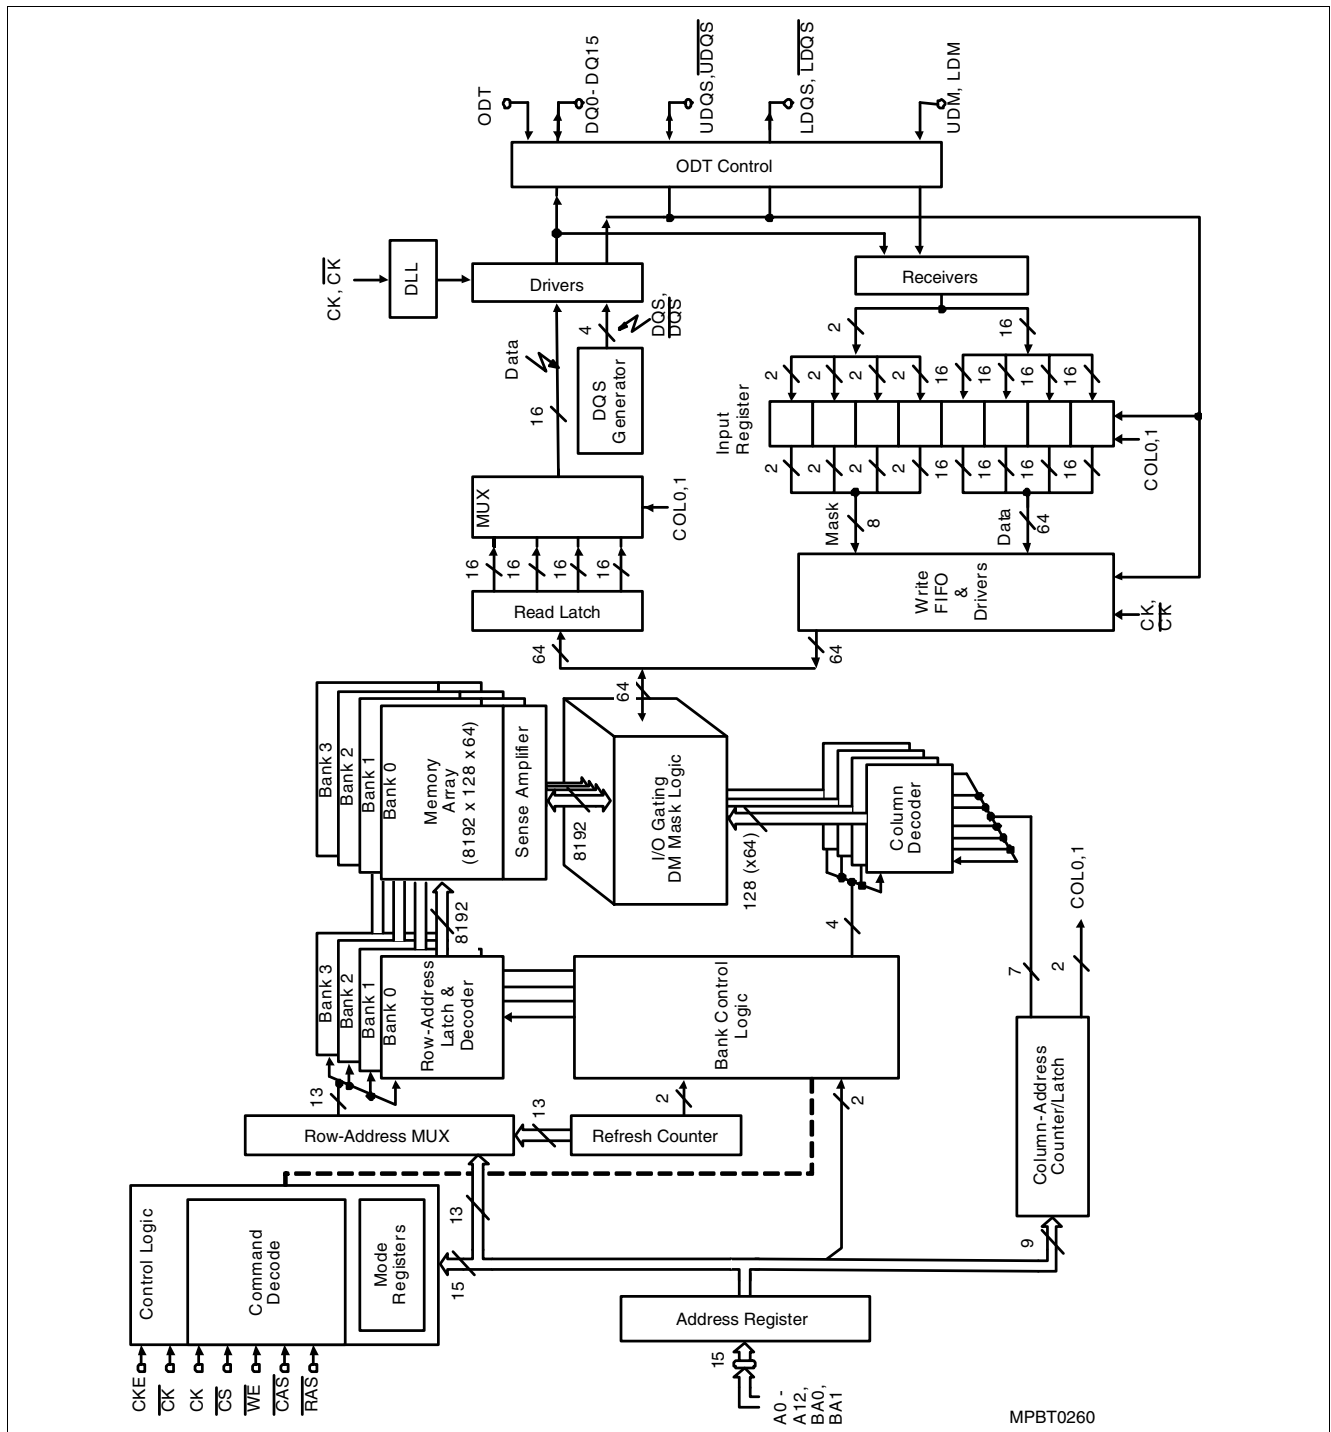 ODT
DQ0- DQ15
UDQS, UDQS
LDQS, LDQS
UDM, LDM
ODT Control
CK, CK
DLL
Drivers
Receivers
Data
4
DQS,
DQS
2
16
16
DQS
Generator
Input
Register
2
2
2
2
16
16
16
16
COL0,1
2
2
2
2
16
16
16
16
MUX
COL0,1
Mask
8
Data
64
16
16
16
16
Read Latch
Write
FIFO
&
Drivers
CK,
CK
64
64
64
Bank 3
Bank 2
Bank 1
Bank 0
Memory
Array
(8192 x 128 x 64)
Sense Amplifier
8192
I/O Gating
DM Mask Logic
128 (x64)
Column
Decoder
8192
4
COL0,1
Bank 3
Bank 2
Bank 1
Bank 0
Row-Address
Latch &
Decoder
Bank Control
Logic
7
2
13
2
2
Row-Address MUX
13
Refresh Counter
Column-Address
Counter/Latch
Control Logic
Command
Decode
Mode
Registers
13
15
9
Address Register
CKE
CK
CK
CS
WE
CAS
RAS
15
A0 -
A12,
BA0,
BA1
MPBT0260